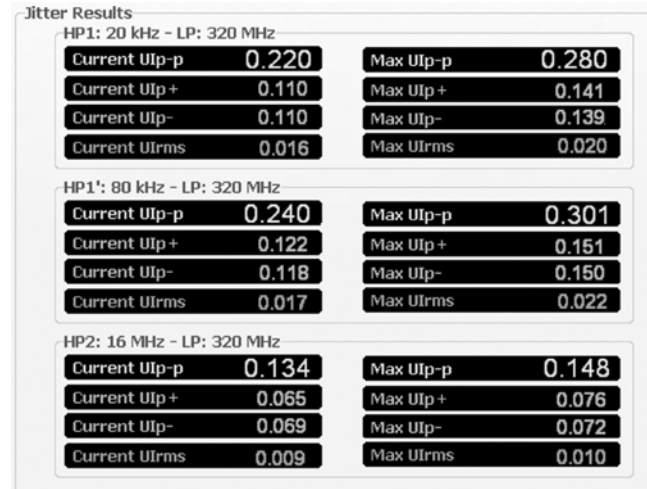 Jitter Results
HP1: 20 kHz - LP: 320 MHz
Current UIp-p 0.220 Max UIp-p 0.280
Current UIp+ 0.110 Max UIp+ 0.141
Current UIp- 0.110 Max UIp- 0.139
Current UIrms 0.016 Max UIrms 0.020
HP1': 80 kHz - LP: 320 MHz
Current UIp-p 0.240 Max UIp-p 0.301
Current UIp+ 0.122 Max UIp+ 0.151
Current UIp- 0.118 Max UIp- 0.150
Current UIrms 0.017 Max UIrms 0.022
HP2: 16 MHz - LP: 320 MHz
Current UIp-p 0.134 Max UIp-p 0.148
Current UIp+ 0.065 Max UIp+ 0.076
Current UIp- 0.069 Max UIp- 0.072
Current UIrms 0.009 Max UIrms 0.010